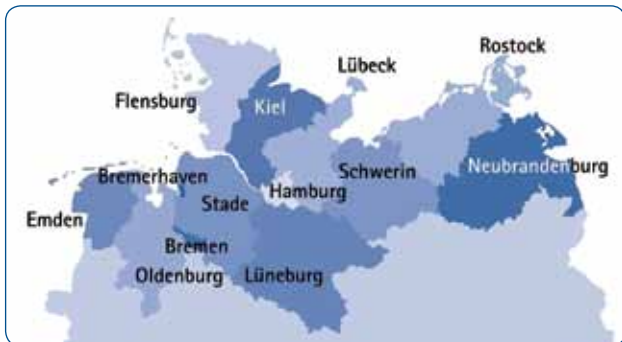 Rostock
Lübeck
Flensburg
Kiel
Schwerin
Neubrandenburg
Bremerhaven
Hamburg
Stade
Emden
Bremen
Oldenburg
Lüneburg